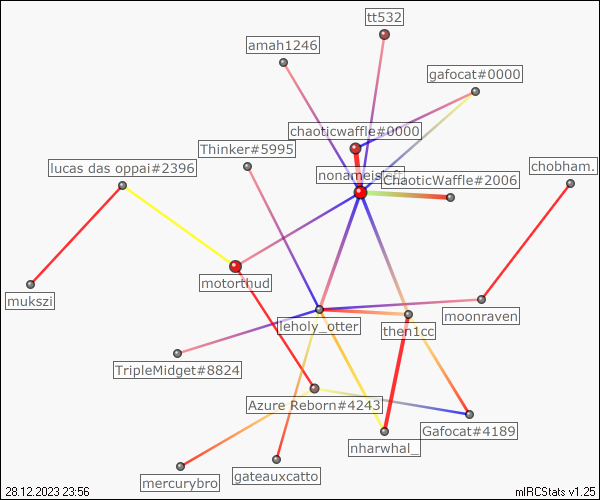 tt532
amah1246
gafocat#0000
chaoticwaffle#0000
Thinker#5995
chobham.
lucas das oppai#2396
ChaoticWaffle#2006
motorthud
mukszi
moonraven
leholy_otter
then1cc
TripleMidget#8824
Azure Reborn#4243
Gafocat#4189
nharwhal_
gateauxcatto
mercurybro
28.12.2023 23:56
mIRCStats v1.25